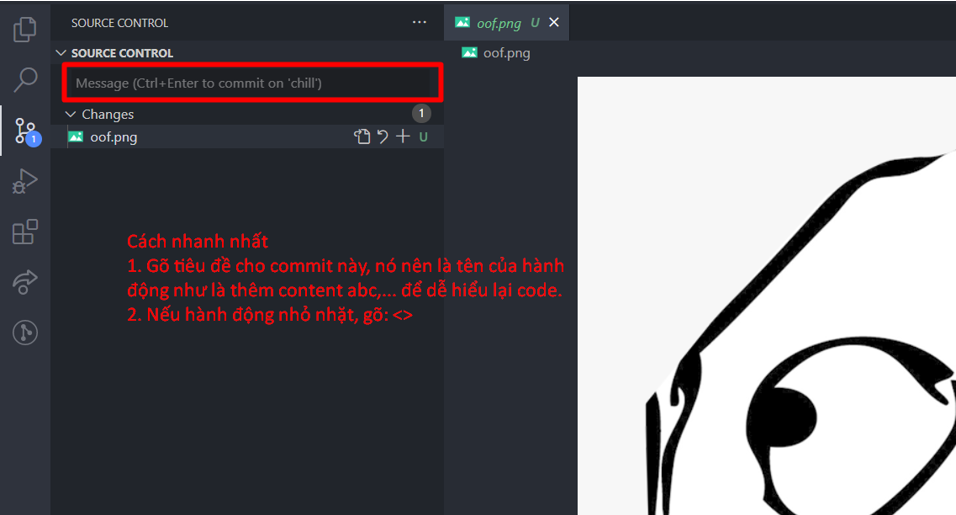 SOURCE CONTROL
oof.png U
SOURCE CONTROL
oof.png
Message (Ctrl+Enter to commit on 'chill')
Changes 1
oof.png U
1
Cách nhanh nhất
1. Gõ tiêu đề cho commit này, nó nên là tên của hành
động như là thêm content abc,... để dễ hiểu lại code.
2. Nếu hành động nhỏ nhặt, gõ: <>